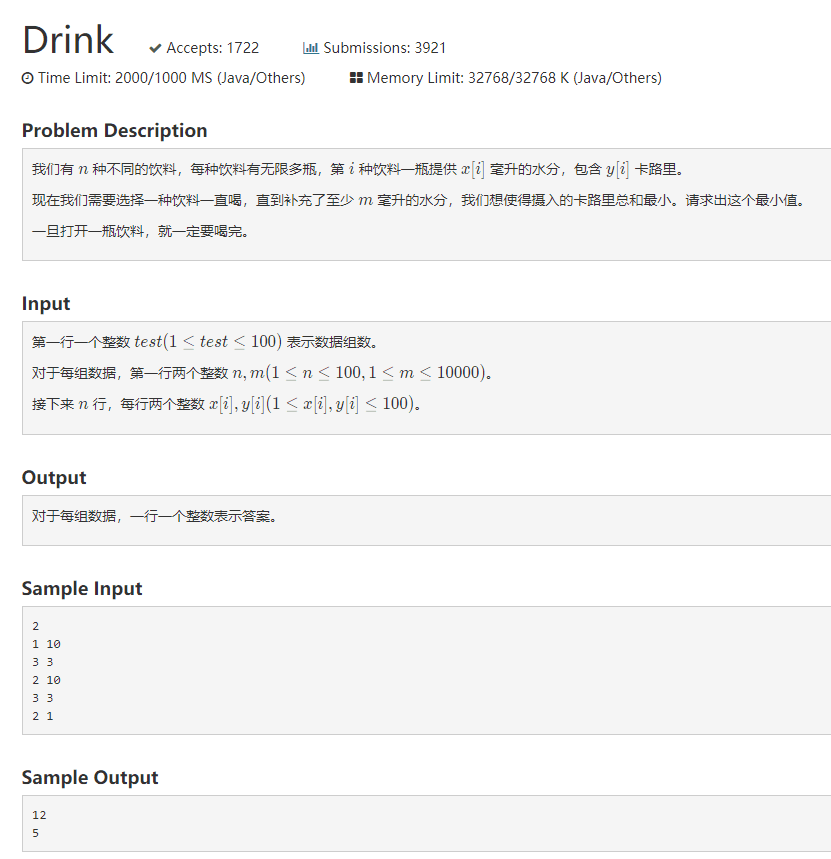 Drink
Accepts: 1722
Submissions: 3921
Time Limit: 2000/1000 MS (Java/Others)
Memory Limit: 32768/32768 K (Java/Others)
Problem Description
我们有 n 种不同的饮料，每种饮料有无限多瓶，第 i 种饮料一瓶提供 x[i] 毫升的水分，包含 y[i] 卡路里。
现在我们需要选择一种饮料一直喝，直到补充了至少 m 毫升的水分，我们想使得摄入的卡路里总和最小。请求出这个最小值。
一旦打开一瓶饮料，就一定要喝完。
Input
第一行一个整数 test(1 ≤ test ≤ 100) 表示数据组数。
对于每组数据，第一行两个整数 n, m(1 ≤ n ≤ 100, 1 ≤ m ≤ 10000)。
接下来 n 行，每行两个整数 x[i], y[i](1 ≤ x[i], y[i] ≤ 100)。
Output
对于每组数据，一行一个整数表示答案。
Sample Input
2
1 10
3 3
2 10
3 3
2 1
Sample Output
12
5